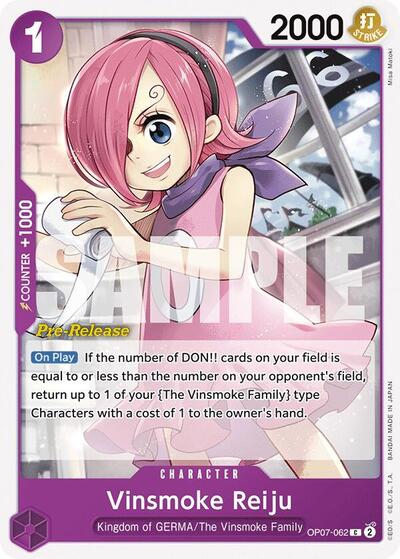 1
2000
打
STRIKE
Misa Matoki
COUNTER +1000
66
SAMPLE
Pre-Release
On Play If the number of DON!! cards on your field is
equal to or less than the number on your opponent's field,
return up to 1 of your {The Vinsmoke Family} type
Characters with a cost of 1 to the owner's hand.
©E.O./S. ©E.O./S., T.A. BANDAI MADE IN JAPAN
CHARACTER
Vinsmoke Reiju
Kingdom of GERMA/The Vinsmoke Family
OP07-062 C 2